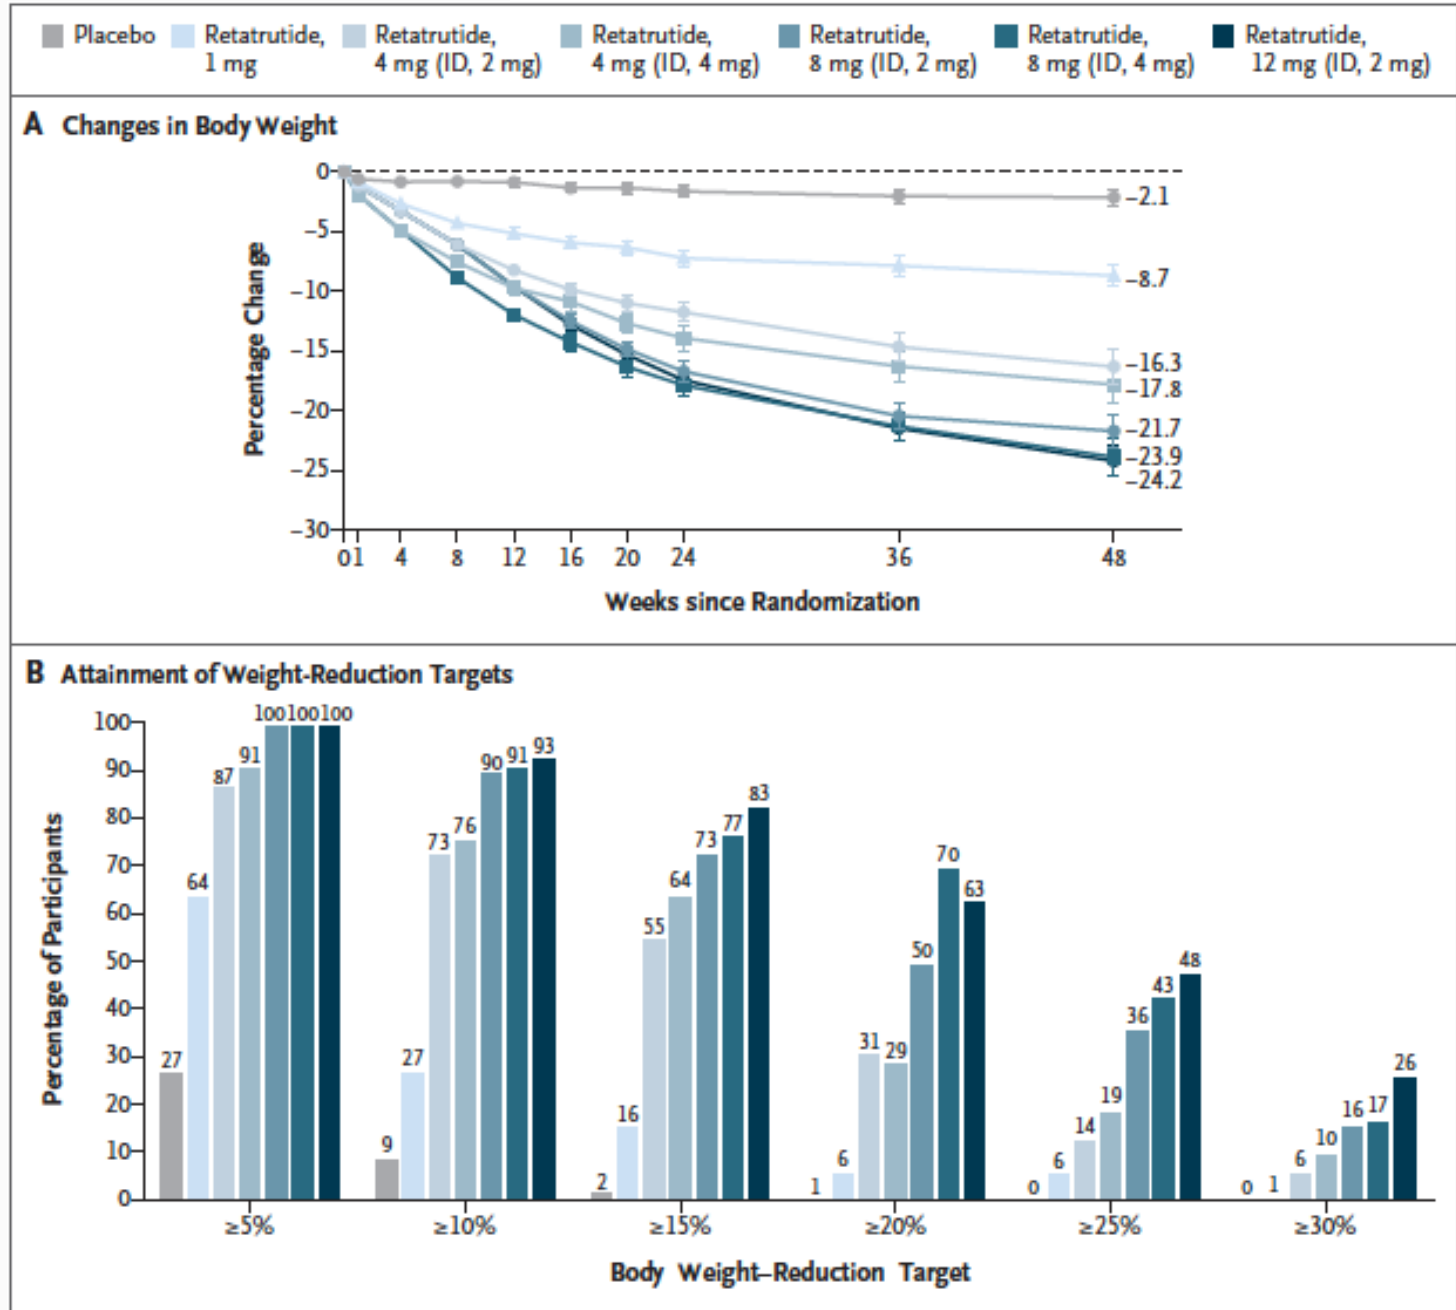 Placebo
Retatrutide,
1 mg
Retatrutide,
4 mg (ID, 2 mg)
Retatrutide,
4 mg (ID, 4 mg)
Retatrutide,
8 mg (ID, 2 mg)
Retatrutide,
8 mg (ID, 4 mg)
Retatrutide,
12 mg (ID, 2 mg)
A Changes in Body Weight
Percentage Change
0
−5
−10
−15
−20
−25
−30
−2.1
−8.7
−16.3
−17.8
−21.7
−23.9
−24.2
0 1 4 8 12 16 20 24 36 48
Weeks since Randomization
B Attainment of Weight-Reduction Targets
Percentage of Participants
100
90
80
70
60
50
40
30
20
10
0
27 64 87 91 100 100 100
9 27 73 76 90 91 93
2 16 55 64 73 77 83
1 6 31 29 50 70 63
0 6 14 19 36 43 48
0 1 6 10 16 17 26
≥5% ≥10% ≥15% ≥20% ≥25% ≥30%
Body Weight–Reduction Target